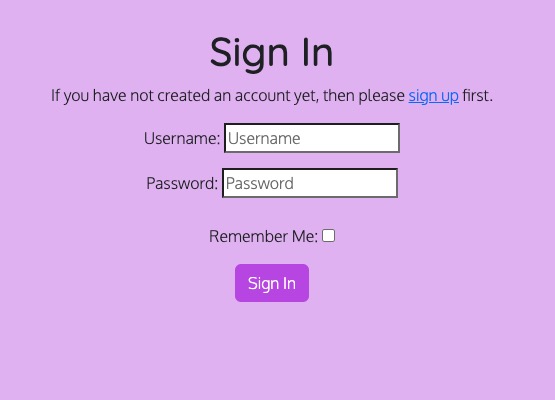 Sign In
If you have not created an account yet, then please sign up first.
Username: Username
Password: Password
Remember Me:
Sign In